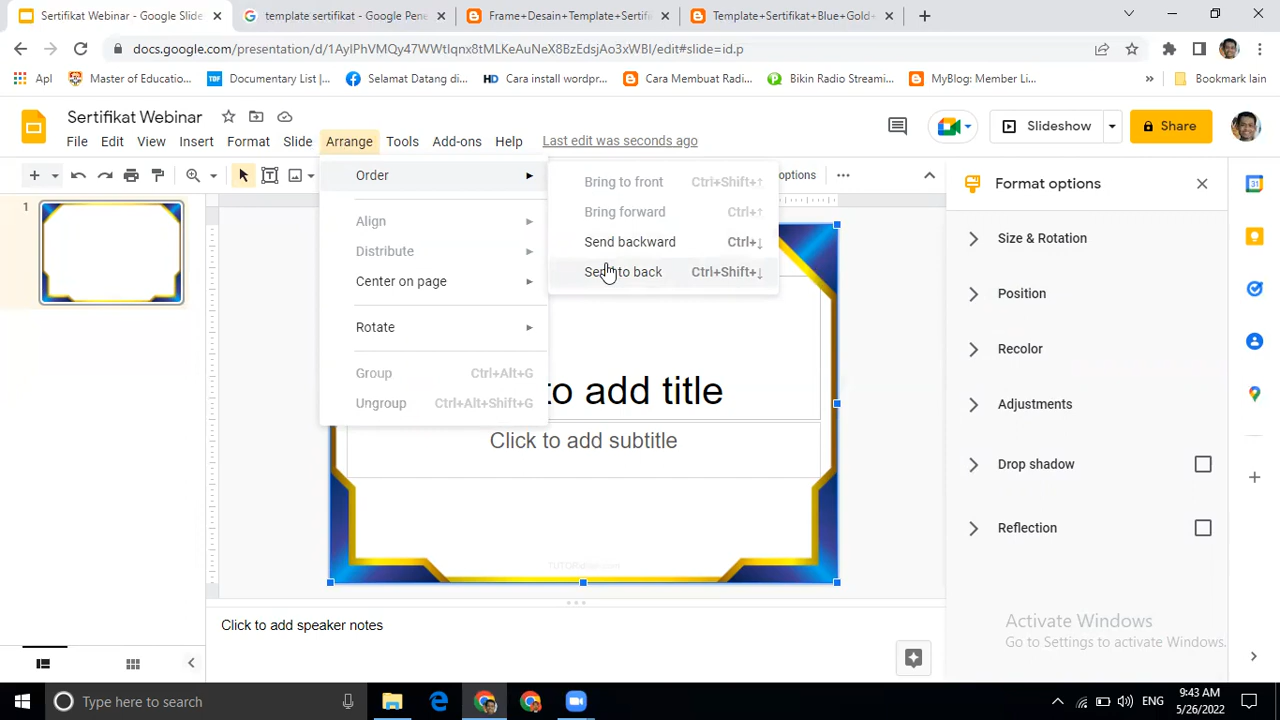 Sertifikat Webinar - Google Slide
template sertifikat - Google Pene
Frame+Desain+Template+Sertifi
Template+Sertifikat+Blue+Gold+
docs.google.com/presentation/d/1AylPhVMQy47WWtIqnx8tMLKeAuNeX8BzEdsjAo3xWBI/edit#slide=id.p
Apl
Master of Education...
TDF Documentary List |...
Selamat Datang di...
HD Cara install wordpr...
Cara Membuat Radi...
Bikin Radio Streami...
MyBlog: Member Li...
»
Bookmark lain
Sertifikat Webinar
File Edit View Insert Format Slide Arrange Tools Add-ons Help Last edit was seconds ago
Slideshow
Share
options
Order
Align
Distribute
Center on page
Rotate
Group Ctrl+Alt+G
Ungroup Ctrl+Alt+Shift+G
Bring to front Ctrl+Shift+↑
Bring forward Ctrl+↑
Send backward Ctrl+↓
Send to back Ctrl+Shift+↓
1
to add title
Click to add subtitle
Click to add speaker notes
Format options
Size & Rotation
Position
Recolor
Adjustments
Drop shadow
Reflection
Activate Windows
Go to Settings to activate Windows.
Type here to search
ENG
9:43 AM
5/26/2022